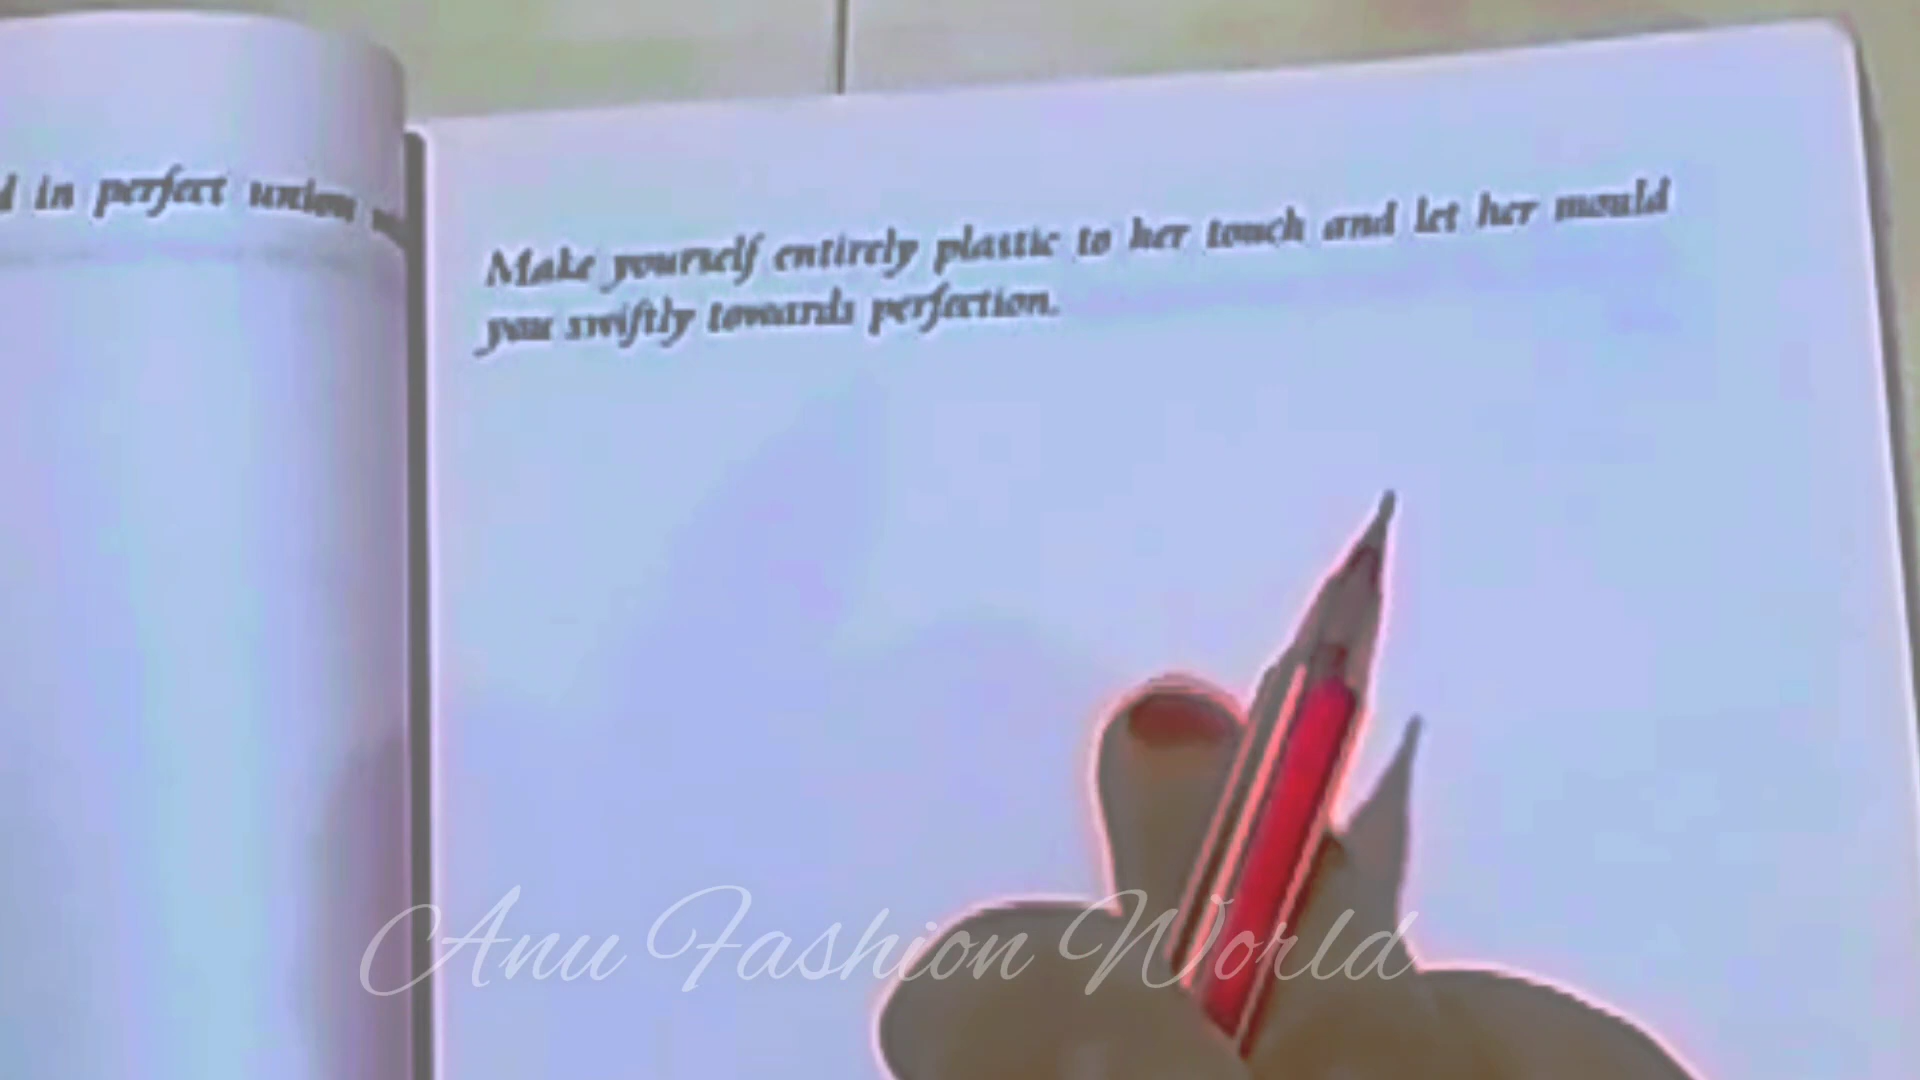 in perfect union
Make yourself entirely plastic to her touch and let her mould
you swiftly towards perfection.
Anu Fashion World